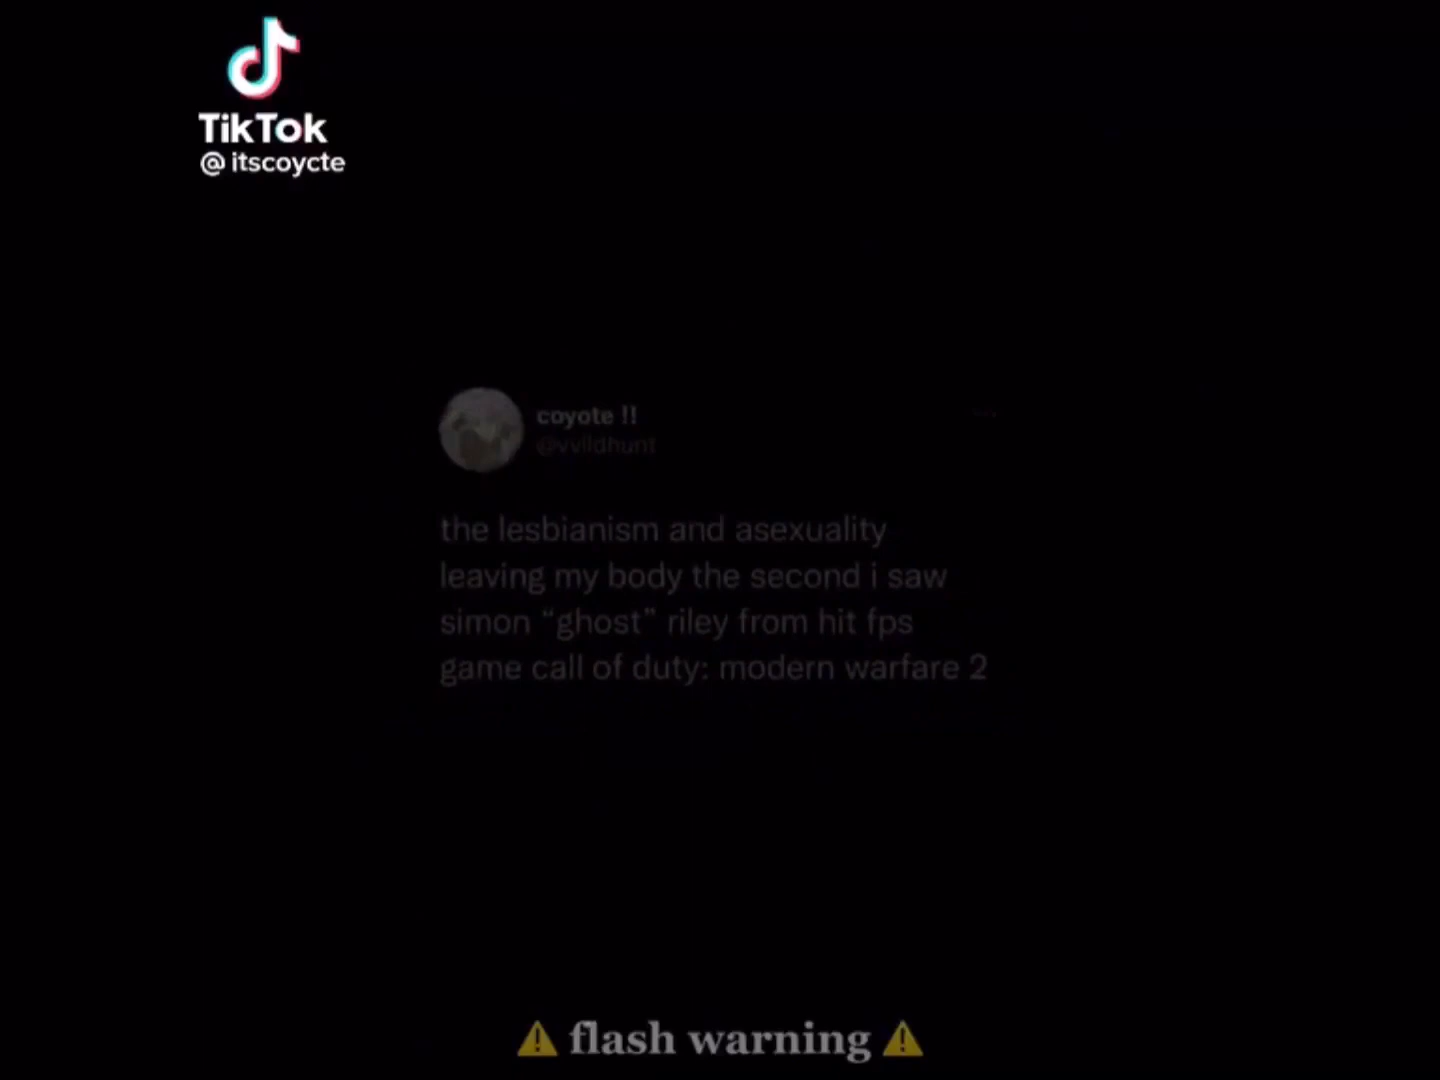 TikTok
@ itscoycte
coyote !!
@vvildhunt
the lesbianism and asexuality
leaving my body the second i saw
simon “ghost” riley from hit fps
game call of duty: modern warfare 2
⚠ flash warning ⚠